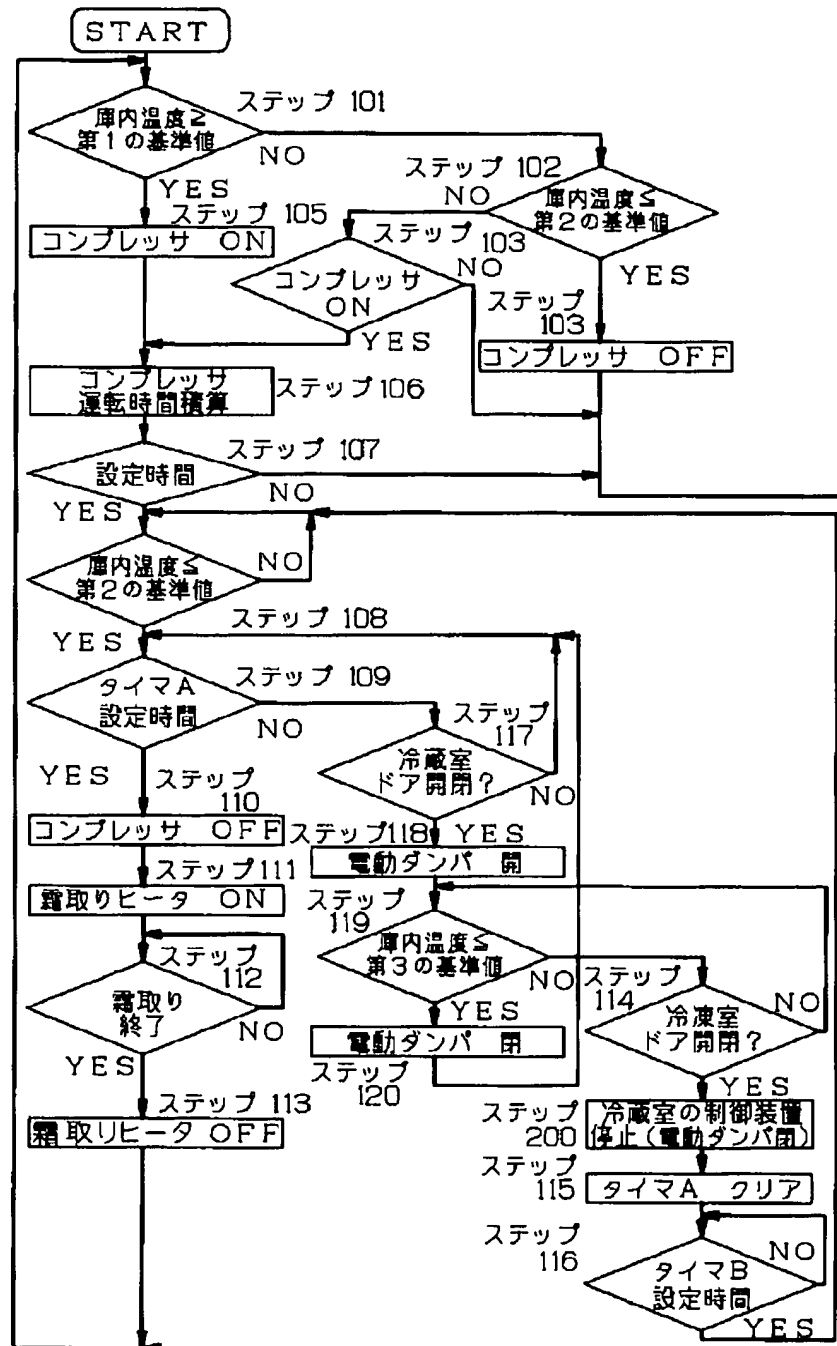 START
ステップ 101
庫内温度≧
第1の基準値
NO
YES
ステップ 102
NO
庫内温度≦
第2の基準値
YES
ステップ 105
コンプレッサ ON
ステップ
103
NO
コンプレッサ
ON
YES
ステップ
103
コンプレッサ OFF
コンプレッサ
運転時間積算
ステップ106
ステップ 107
設定時間
NO
YES
庫内温度≦
第2の基準値
NO
YES
ステップ 108
ステップ 109
タイマA
設定時間
NO
YES
ステップ
117
冷蔵室
ドア開閉?
NO
YES
ステップ
110
コンプレッサ OFF
ステップ118
電動ダンパ 開
ステップ111
霜取りヒータ ON
ステップ
119
庫内温度≦
第3の基準値
NO
YES
ステップ
112
霜取り
終了
NO
YES
電動ダンパ 閉
ステップ
120
ステップ
114
冷凍室
ドア開閉?
NO
YES
ステップ 113
霜取りヒータ OFF
ステップ
200
冷蔵室の制御装置
停止(電動ダンパ閉)
ステップ
115
タイマA クリア
ステップ
116
タイマB
設定時間
NO
YES